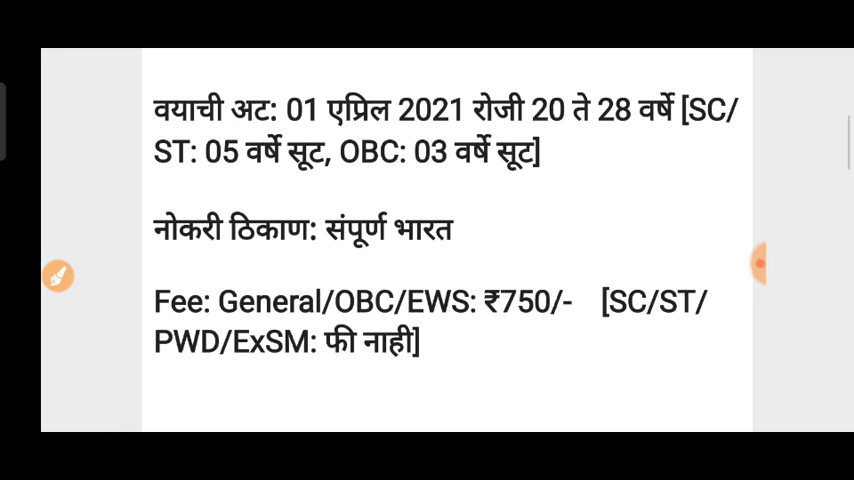 वयाची अट: 01 एप्रिल 2021 रोजी 20 ते 28 वर्षे [SC/
ST: 05 वर्षे सूट, OBC: 03 वर्षे सूट]
नोकरी ठिकाण: संपूर्ण भारत
Fee: General/OBC/EWS: ₹750/- [SC/ST/
PWD/ExSM: फी नाही]